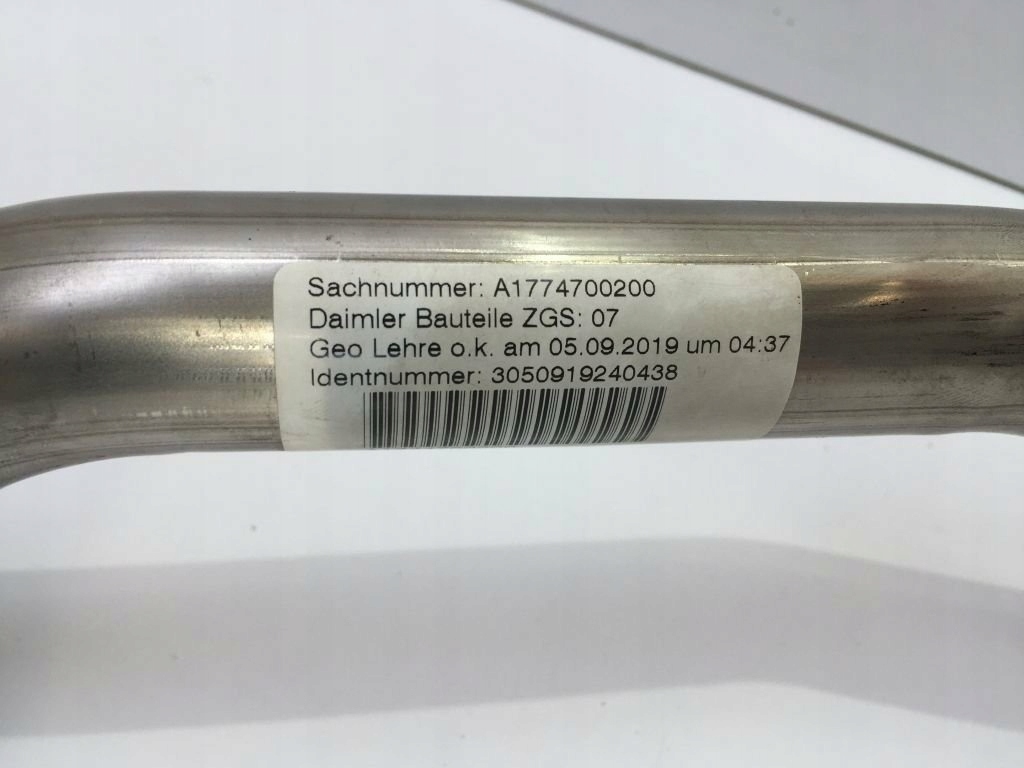 Sachnummer: A1774700200
Daimler Bauteile ZGS: 07
Geo Lehre o.k. am 05.09.2019 um 04:37
Identnummer: 3050919240438